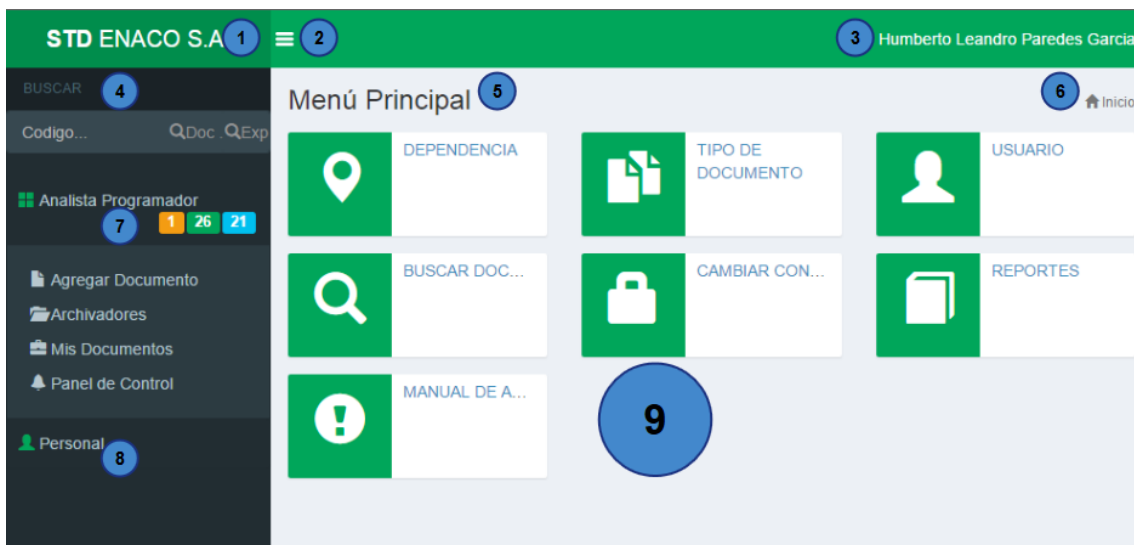 STD ENACO S.A 1
2
3 Humberto Leandro Paredes Garcia
BUSCAR 4
Codigo... Doc . Exp
Analista Programador
7 1 26 21
Agregar Documento
Archivadores
Mis Documentos
Panel de Control
Personal
8
Menú Principal 5
6 Inicio
DEPENDENCIA
TIPO DE
DOCUMENTO
USUARIO
BUSCAR DOC...
CAMBIAR CON...
REPORTES
MANUAL DE A...
9